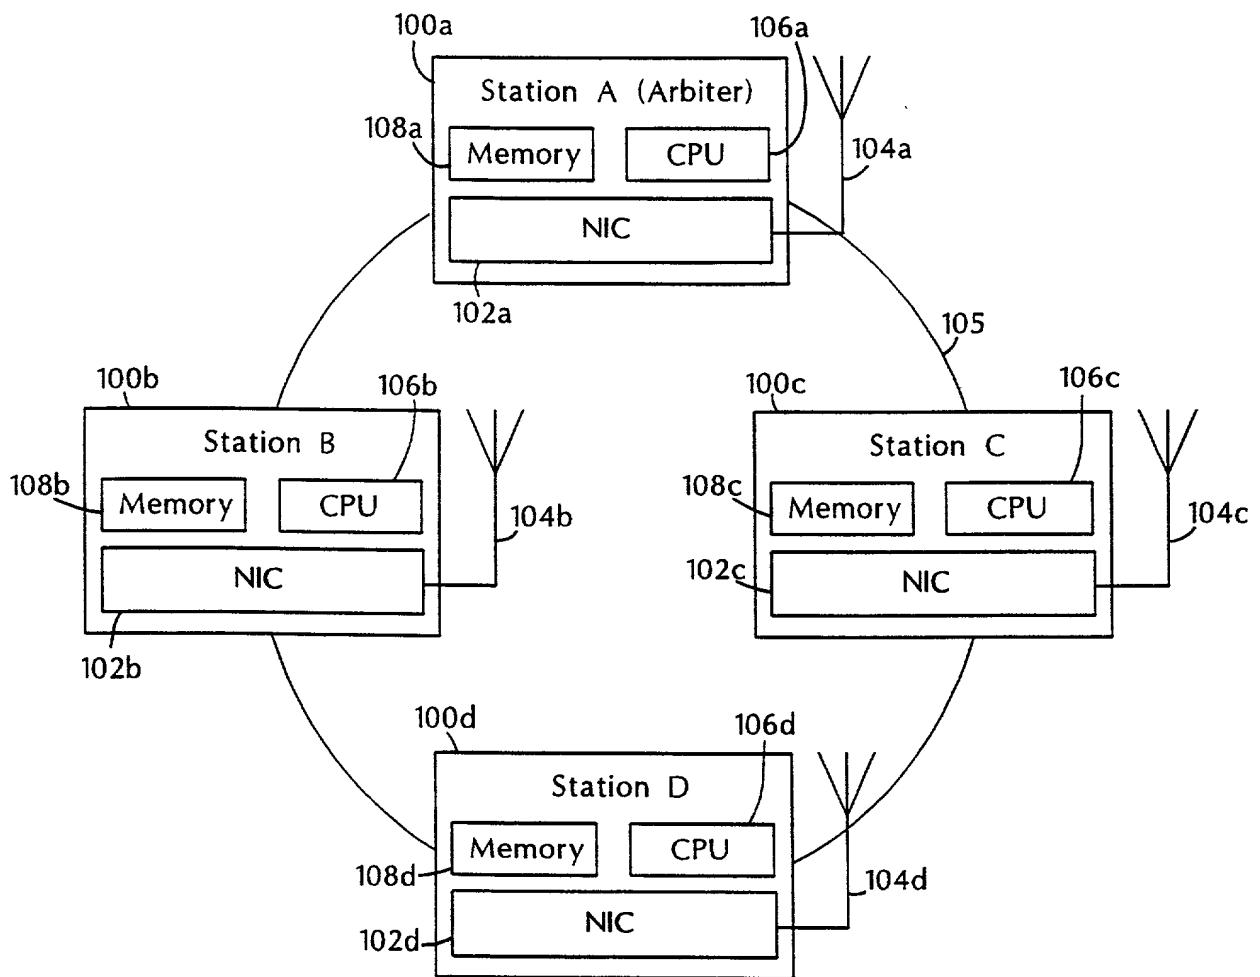 100a
106a
Station A (Arbiter)
108a
Memory
CPU
104a
NIC
102a
105
100b
106b
Station B
108b
Memory
CPU
104b
NIC
102b
100c
106c
Station C
108c
Memory
CPU
104c
102c
NIC
100d
106d
Station D
Memory
CPU
108d
104d
NIC
102d